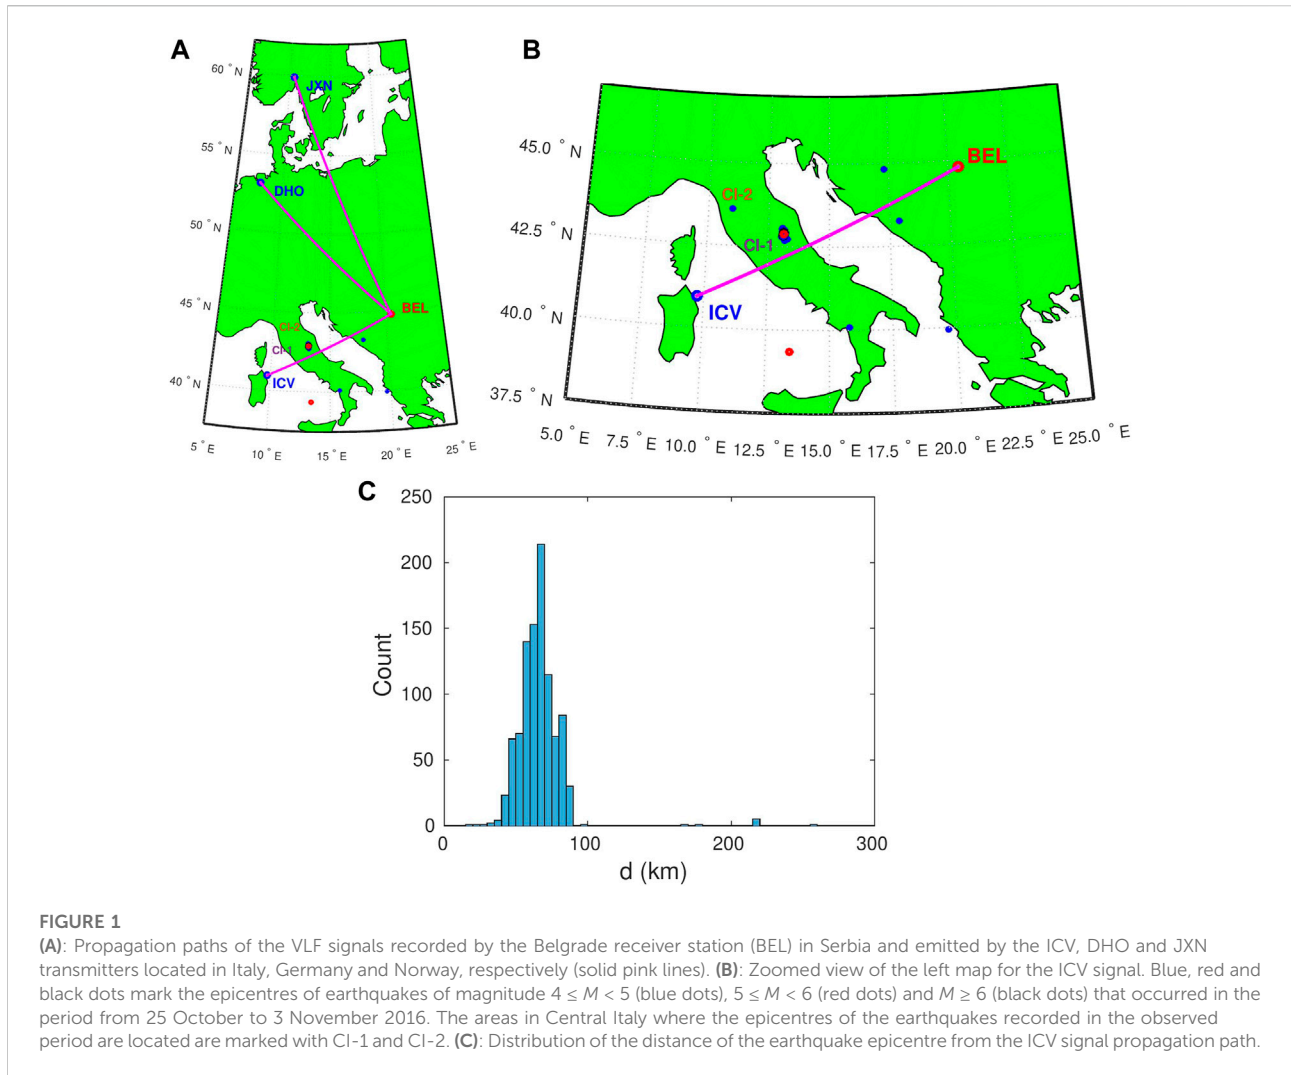 A
60 ° N
55 ° N
50 ° N
45 ° N
40 ° N
5 ° E
10 ° E
15 ° E
20 ° E
25 ° E
JXN
DHO
BEL
CI-2
CI-1
ICV
B
45.0 ° N
42.5 ° N
40.0 ° N
37.5 ° N
5.0 ° E
7.5 ° E
10.0 ° E
12.5 ° E
15.0 ° E
17.5 ° E
20.0 ° E
22.5 ° E
25.0 ° E
BEL
CI-2
CI-1
ICV
C
250
200
150
100
50
0
Count
0
100
200
300
d (km)
FIGURE 1
(A): Propagation paths of the VLF signals recorded by the Belgrade receiver station (BEL) in Serbia and emitted by the ICV, DHO and JXN
transmitters located in Italy, Germany and Norway, respectively (solid pink lines). (B): Zoomed view of the left map for the ICV signal. Blue, red and
black dots mark the epicentres of earthquakes of magnitude 4 ≤ M < 5 (blue dots), 5 ≤ M < 6 (red dots) and M ≥ 6 (black dots) that occurred in the
period from 25 October to 3 November 2016. The areas in Central Italy where the epicentres of the earthquakes recorded in the observed
period are located are marked with CI-1 and CI-2. (C): Distribution of the distance of the earthquake epicentre from the ICV signal propagation path.